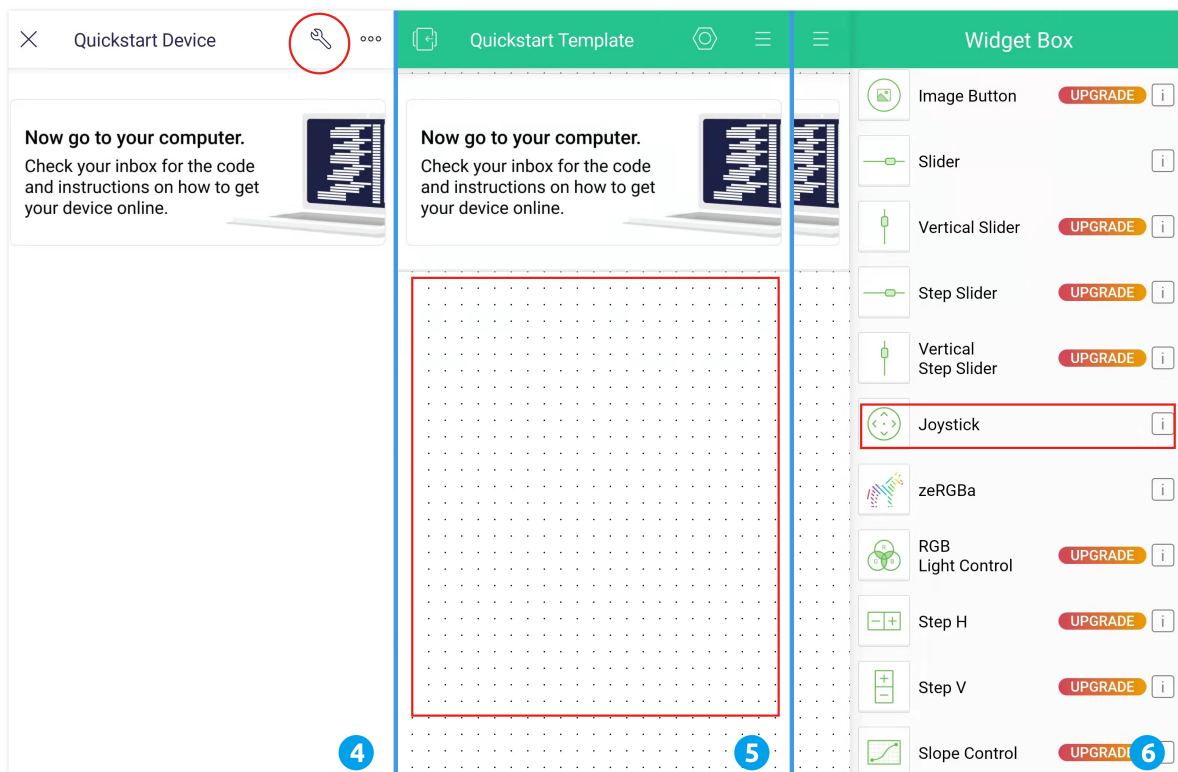 Quickstart Device
Now go to your computer.
Check your inbox for the code
and instructions on how to get
your device online.
4
Quickstart Template
Now go to your computer.
Check your inbox for the code
and instructions on how to get
your device online.
5
Widget Box
Image Button UPGRADE i
Slider i
Vertical Slider UPGRADE i
Step Slider UPGRADE i
Vertical
Step Slider UPGRADE i
Joystick i
zeRGBa i
RGB
Light Control UPGRADE i
Step H UPGRADE i
Step V UPGRADE i
Slope Control UPGRAD
6